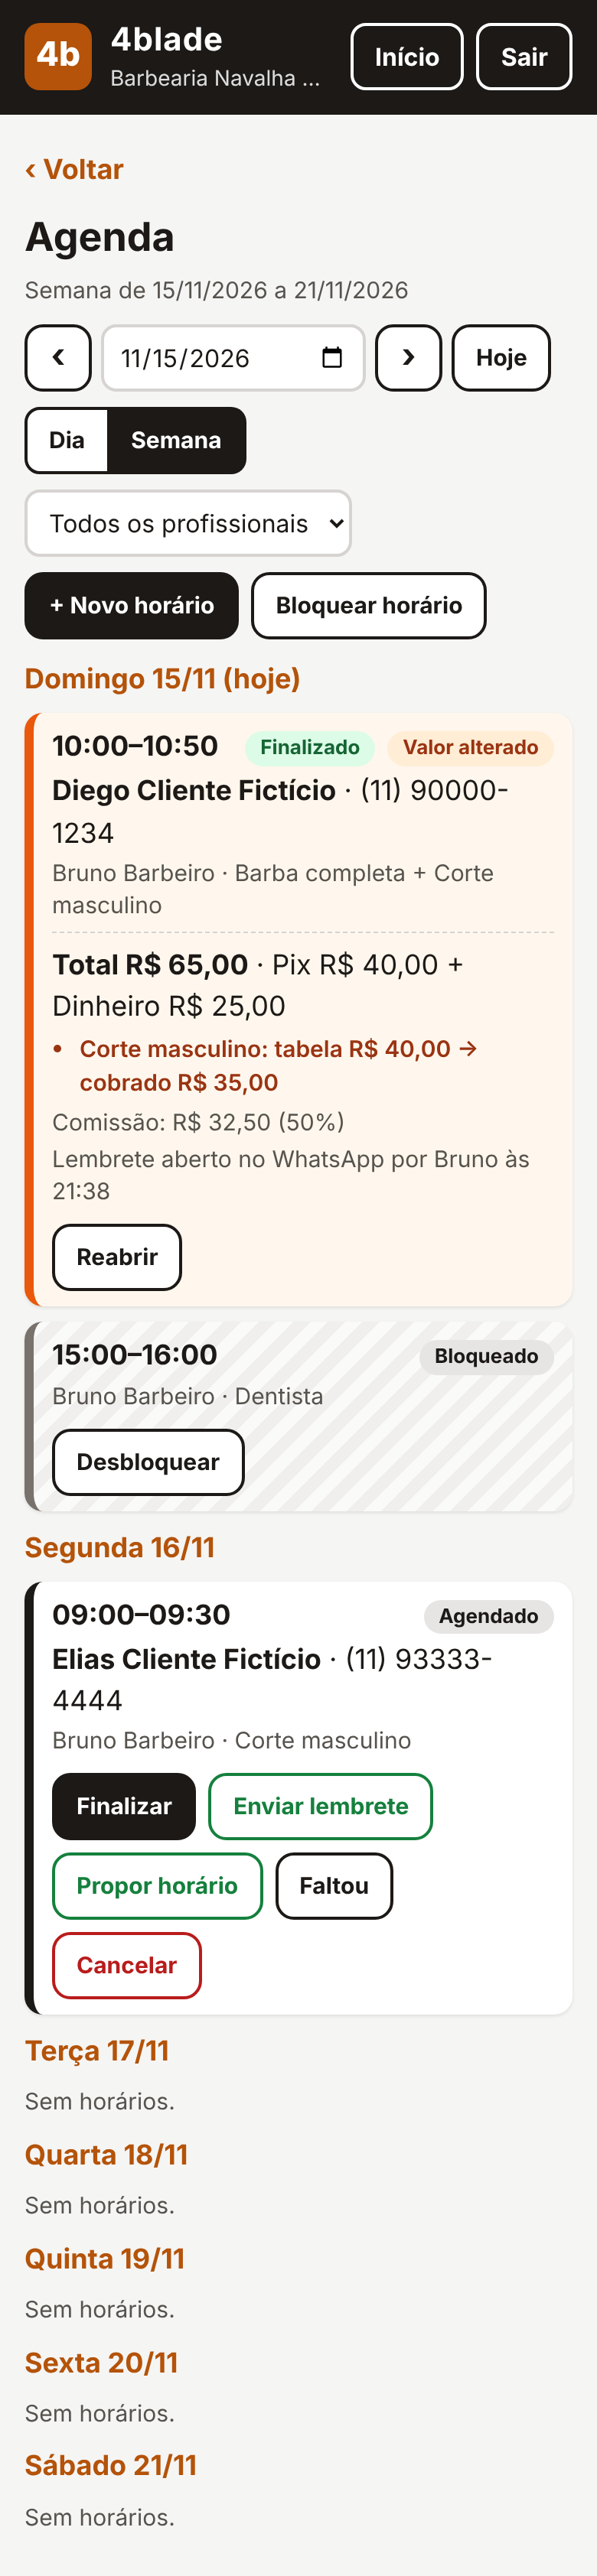 4b
4blade
Barbearia Navalha ...
Início
Sair
‹ Voltar
Agenda
Semana de 15/11/2026 a 21/11/2026
‹
11/15/2026
›
Hoje
Dia
Semana
Todos os profissionais
+ Novo horário
Bloquear horário
Domingo 15/11 (hoje)
10:00–10:50
Finalizado
Valor alterado
Diego Cliente Fictício · (11) 90000-
1234
Bruno Barbeiro · Barba completa + Corte
masculino
Total R$ 65,00 · Pix R$ 40,00 +
Dinheiro R$ 25,00
• Corte masculino: tabela R$ 40,00 →
cobrado R$ 35,00
Comissão: R$ 32,50 (50%)
Lembrete aberto no WhatsApp por Bruno às
21:38
Reabrir
15:00–16:00
Bloqueado
Bruno Barbeiro · Dentista
Desbloquear
Segunda 16/11
09:00–09:30
Agendado
Elias Cliente Fictício · (11) 93333-
4444
Bruno Barbeiro · Corte masculino
Finalizar
Enviar lembrete
Propor horário
Faltou
Cancelar
Terça 17/11
Sem horários.
Quarta 18/11
Sem horários.
Quinta 19/11
Sem horários.
Sexta 20/11
Sem horários.
Sábado 21/11
Sem horários.